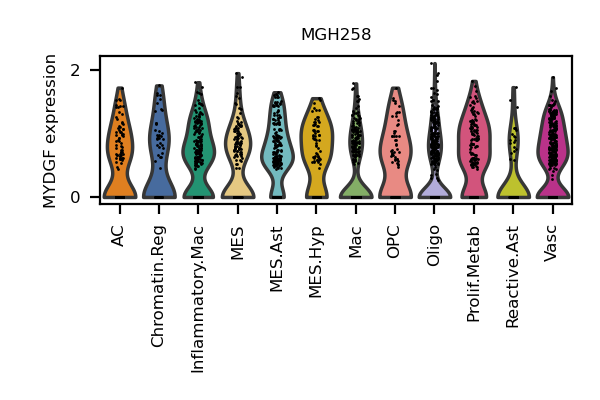 MGH258
MYDGF expression
2
0
AC
Chromatin.Reg
Inflammatory.Mac
MES
MES.Ast
MES.Hyp
Mac
OPC
Oligo
Prolif.Metab
Reactive.Ast
Vasc